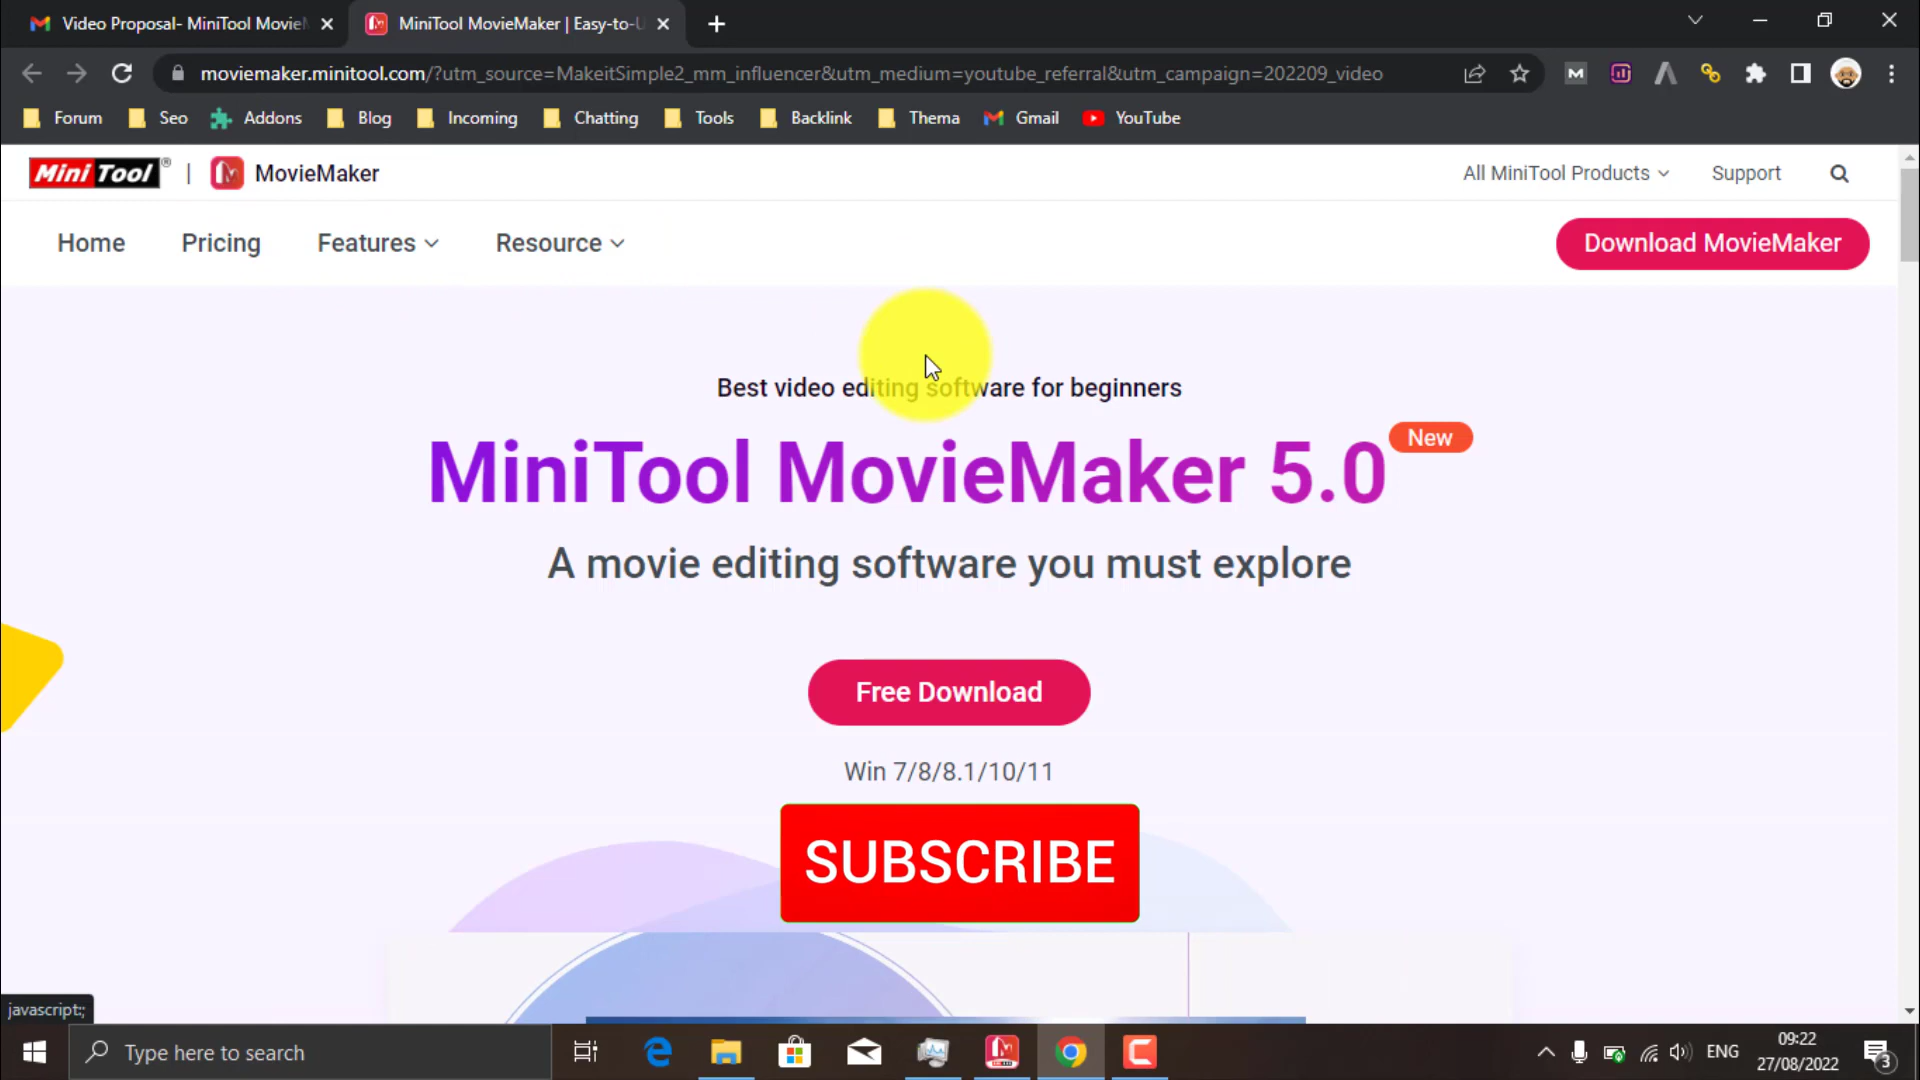 Video Proposal- MiniTool Movie
MiniTool MovieMaker | Easy-to-U
moviemaker.minitool.com/?utm_source=MakeitSimple2_mm_influencer&utm_medium=youtube_referral&utm_campaign=202209_video
Forum
Seo
Addons
Blog
Incoming
Chatting
Tools
Backlink
Thema
Gmail
YouTube
Mini Tool® | MovieMaker
All MiniTool Products
Support
Home
Pricing
Features
Resource
Download MovieMaker
Best video editing software for beginners
MiniTool MovieMaker 5.0
New
A movie editing software you must explore
Free Download
Win 7/8/8.1/10/11
SUBSCRIBE
javascript:;
Type here to search
ENG
09:22
27/08/2022
3